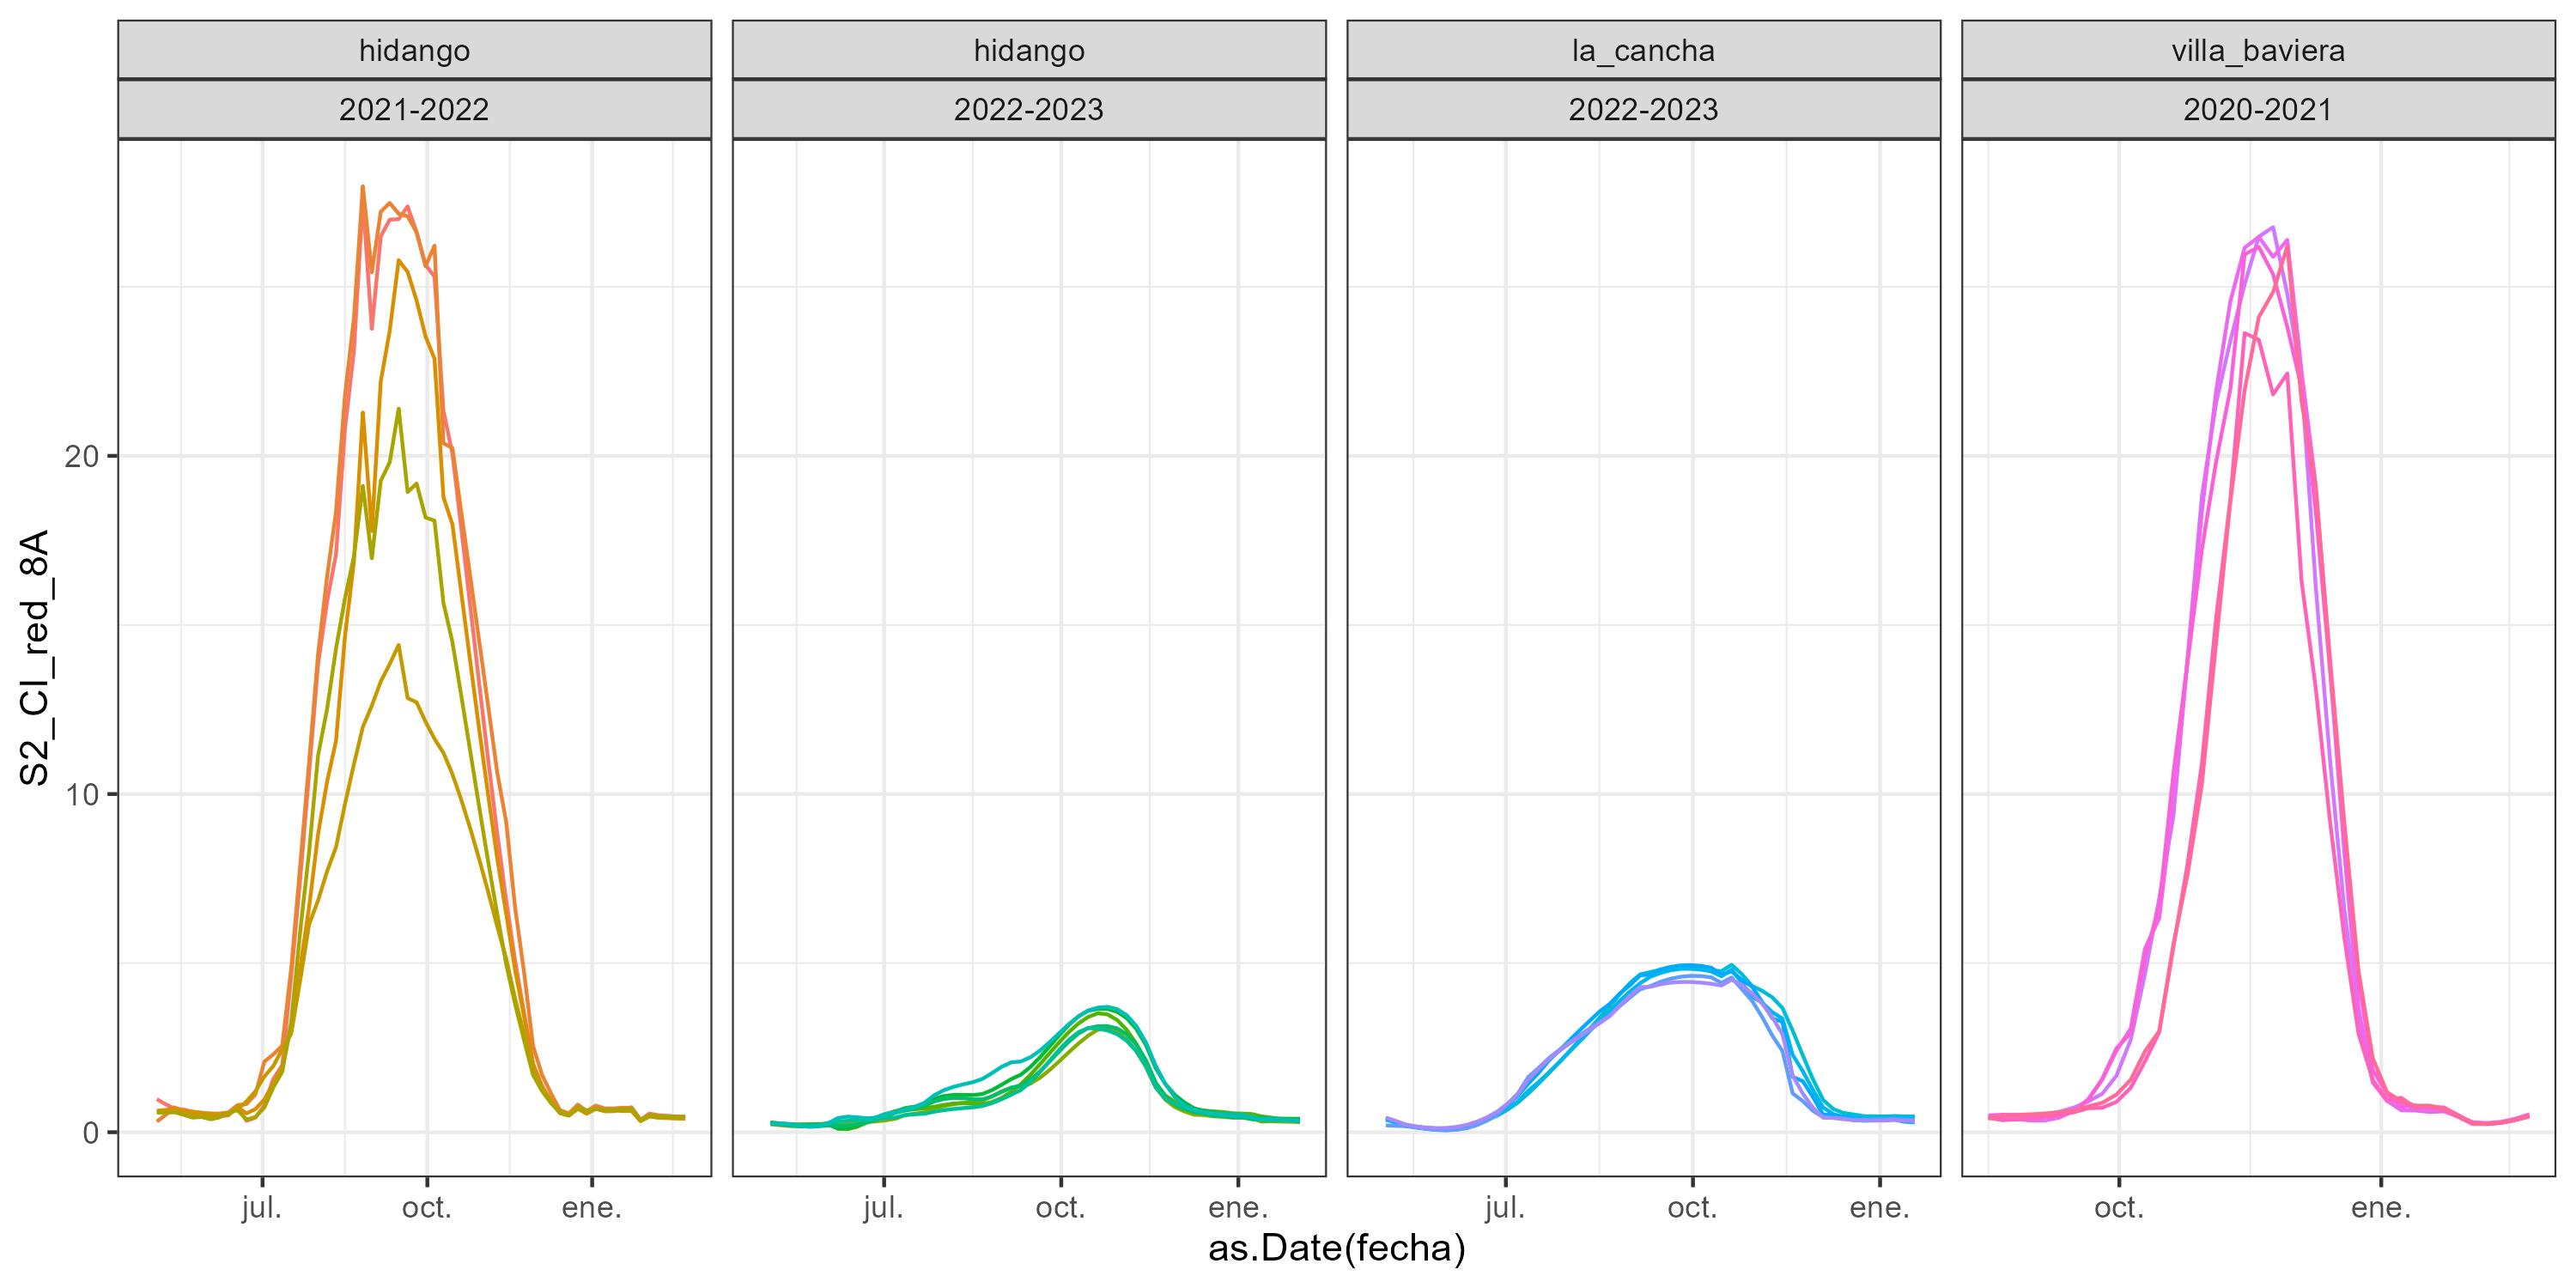 hidango
hidango
la_cancha
villa_baviera
2021-2022
2022-2023
2022-2023
2020-2021
S2_CI_red_8A
20
10
0
jul.
oct.
ene.
jul.
oct.
ene.
jul.
oct.
ene.
oct.
ene.
as.Date(fecha)